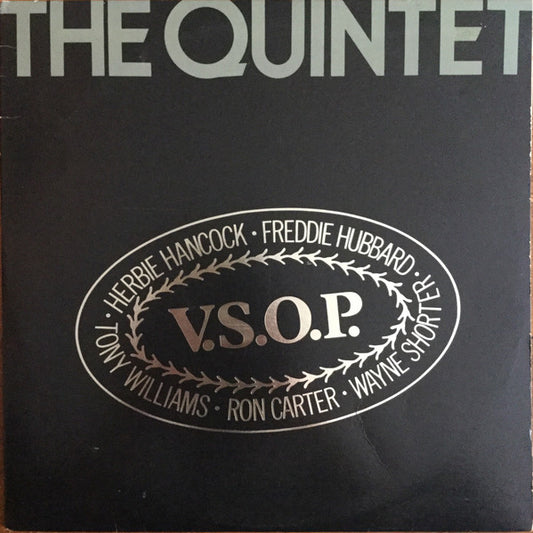 THE QUINTET
HERBIE HANCOCK · FREDDIE HUBBARD ·
V.S.O.P.
TONY WILLIAMS · RON CARTER · WAYNE SHORTER ·